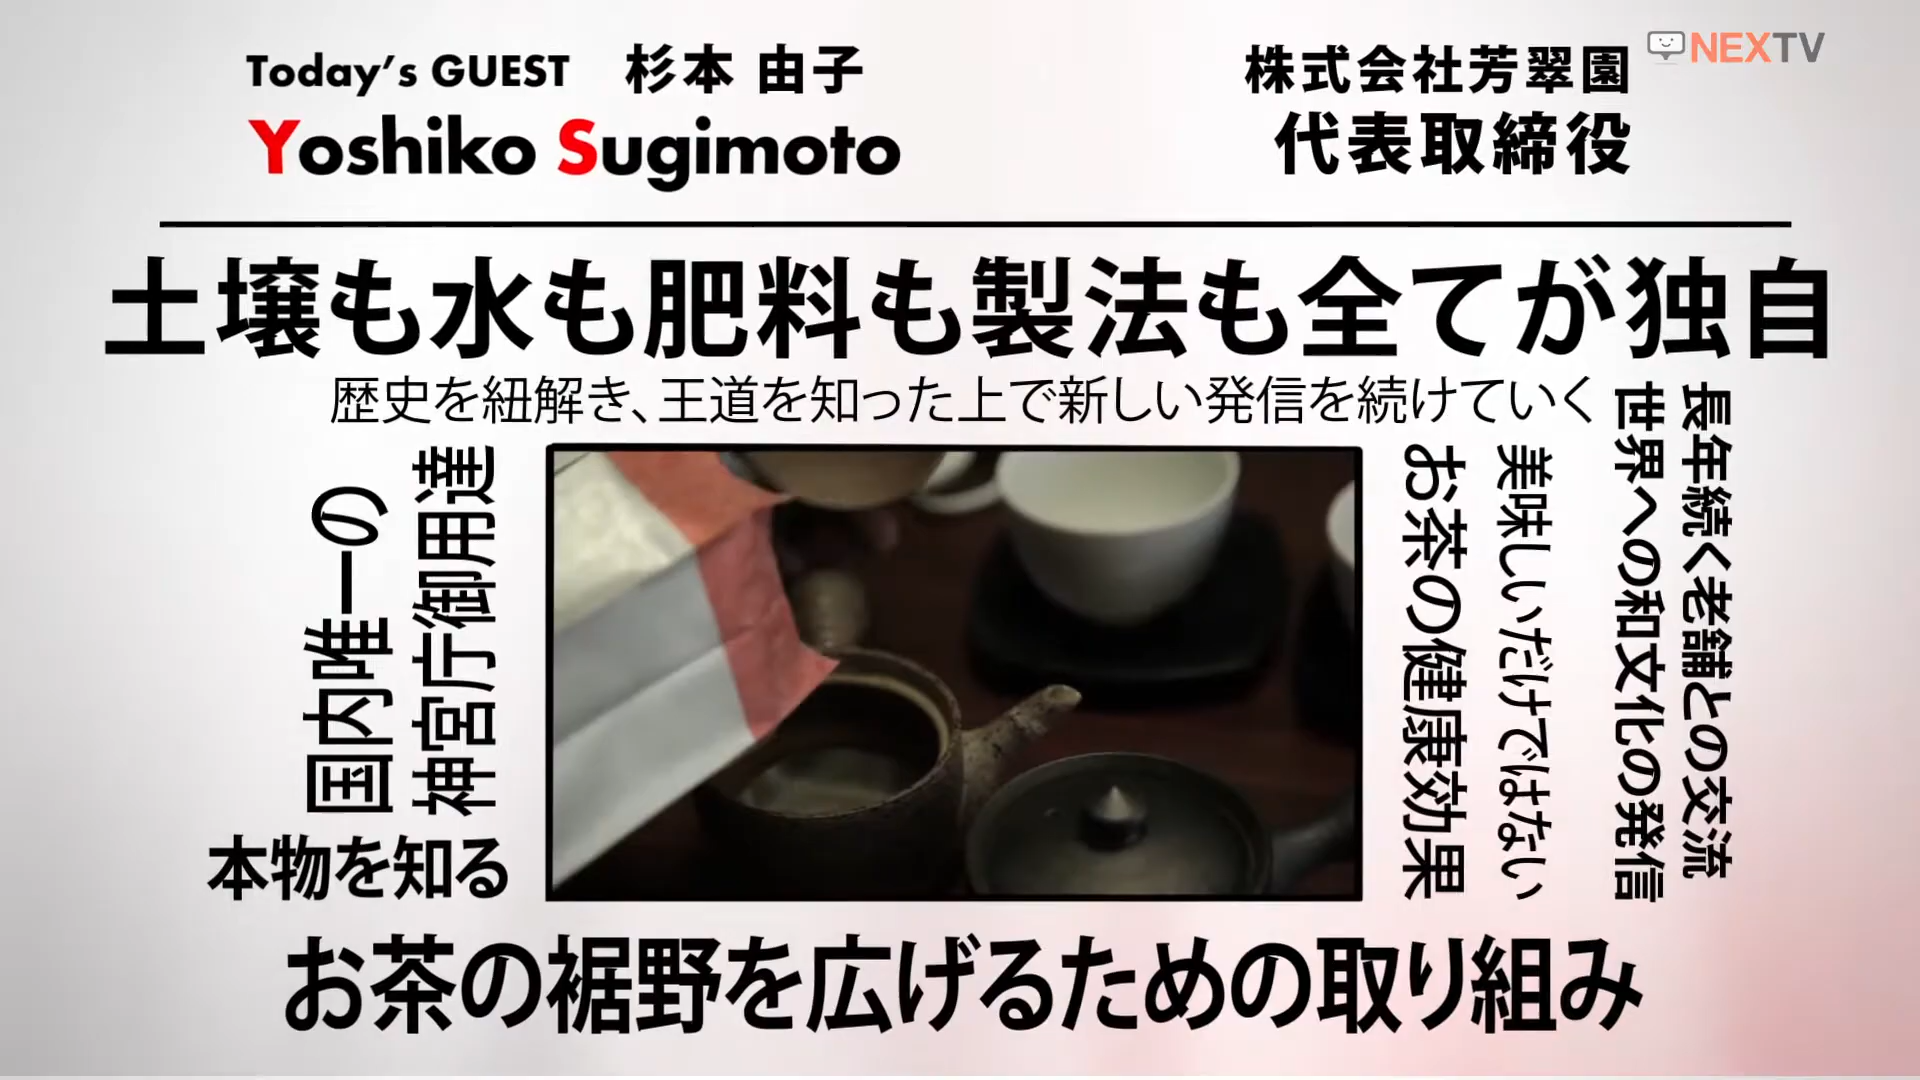 Today's GUEST 杉本 由子
Yoshiko Sugimoto
株式会社芳翠園
代表取締役
NEXTV
土壌も水も肥料も製法も全てが独自
歴史を紐解き、王道を知った上で新しい発信を続けていく
長年続く老舗との交流
世界への和文化の発信
美味しいだけではない
お茶の健康効果
国内唯一の
神宮庁御用達
本物を知る
お茶の裾野を広げるための取り組み